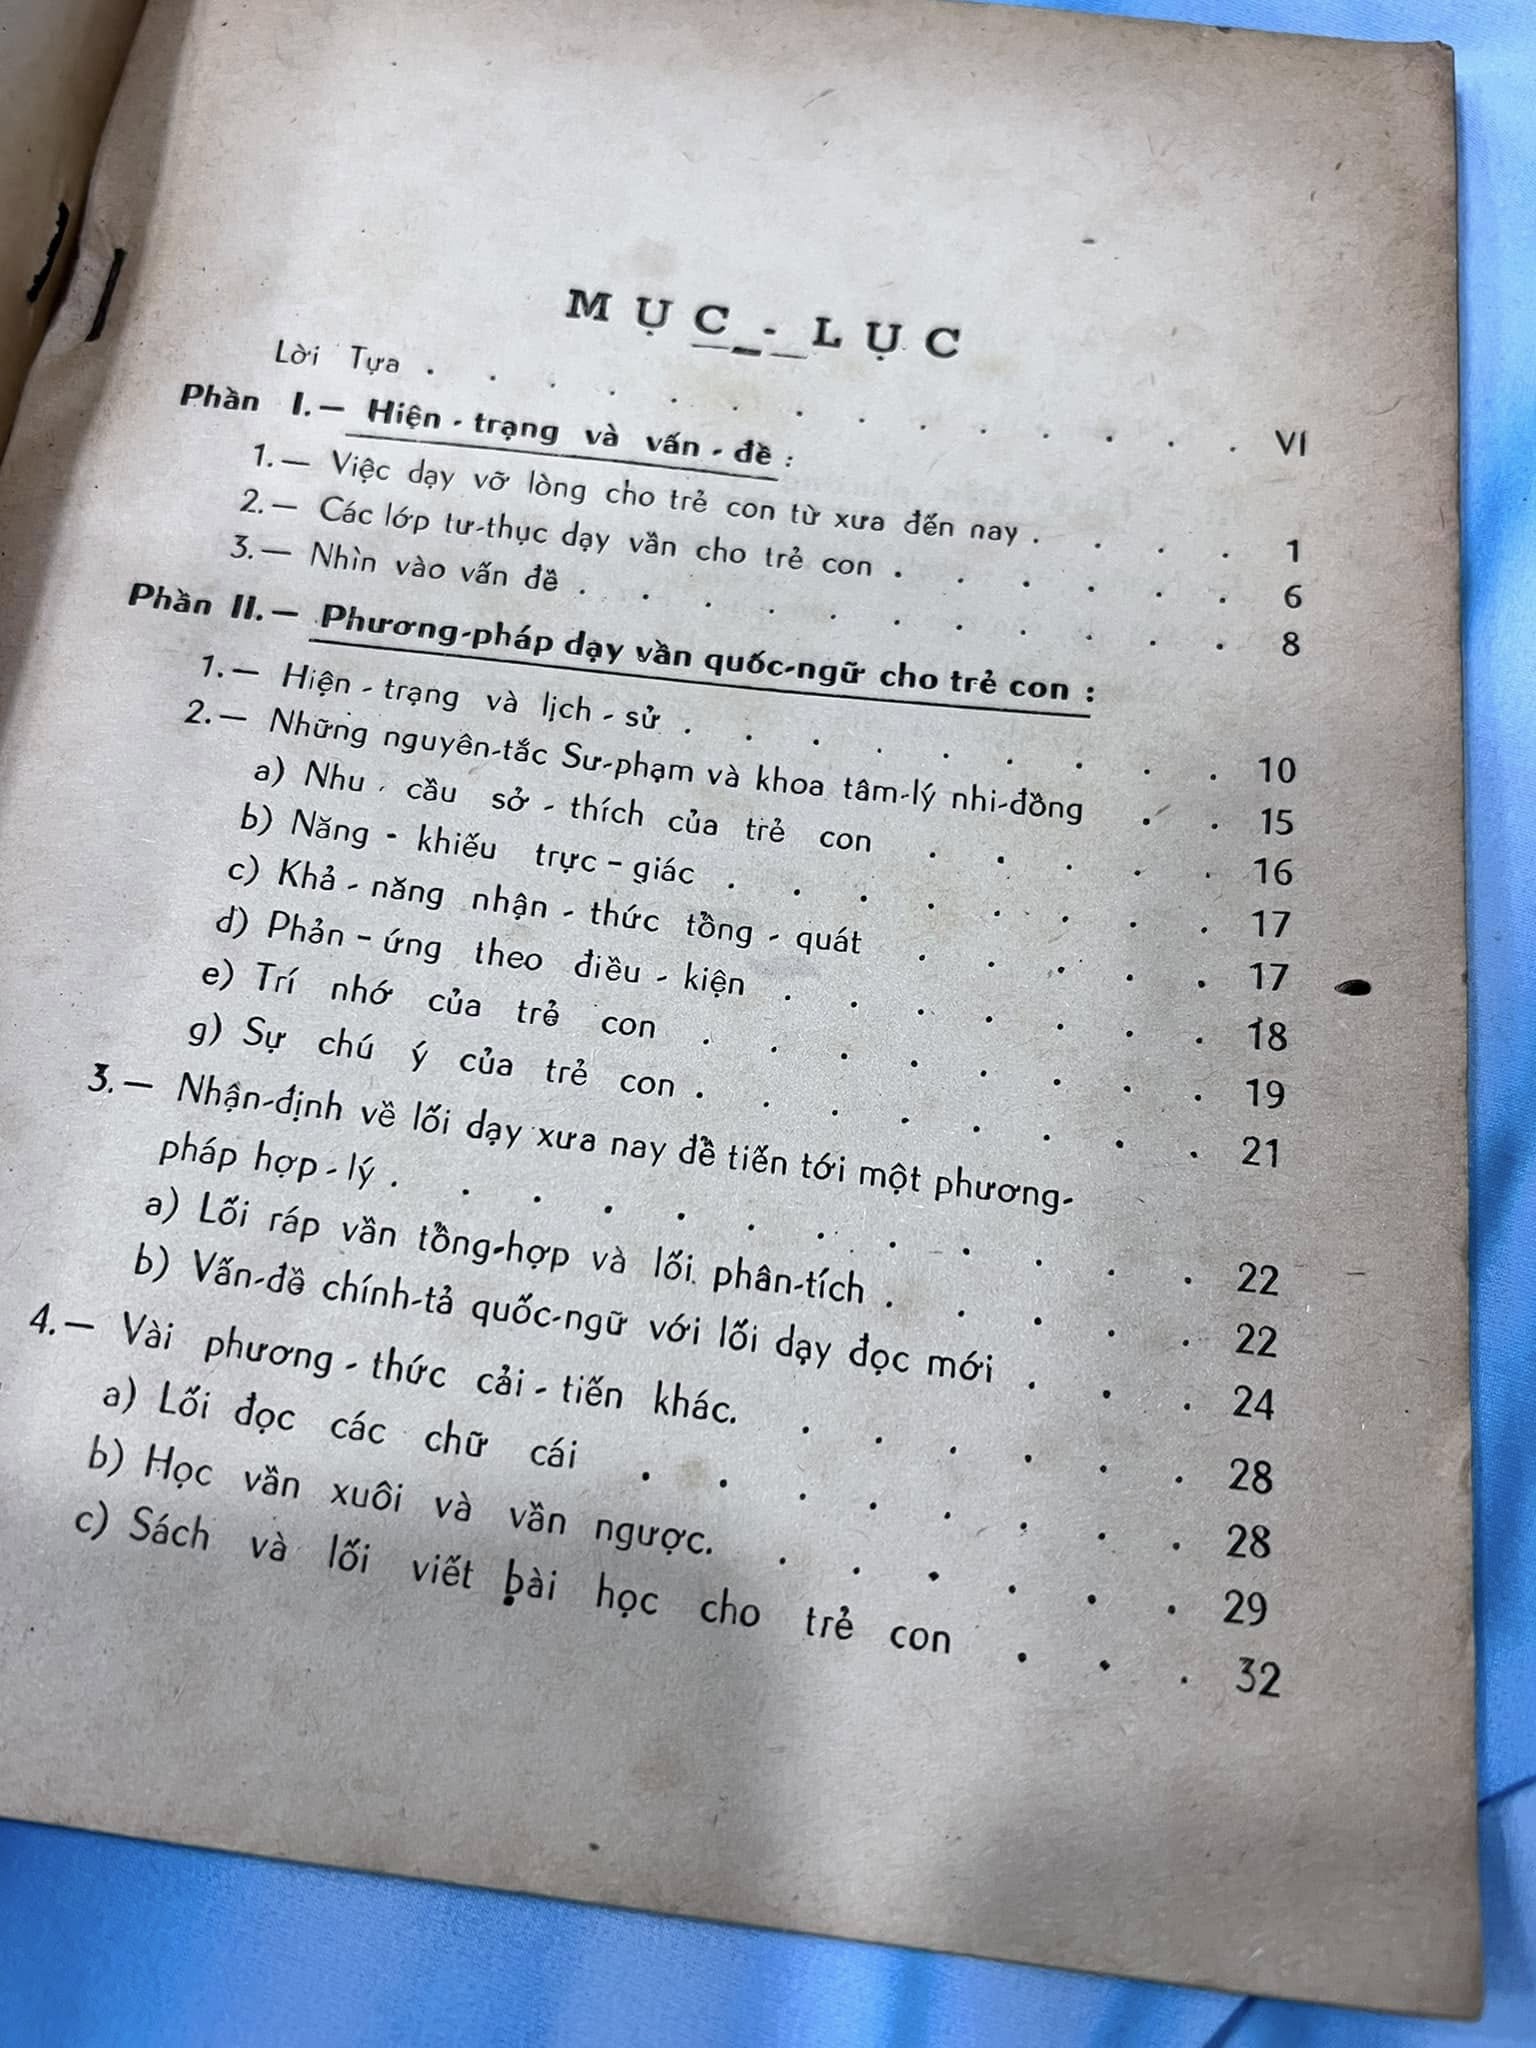 MỤC - LỤC
Lời Tựa . . . . . . . . . . . . . . VI
Phần I.— Hiện - trạng và vấn - đề :
1.— Việc dạy vỡ lòng cho trẻ con từ xưa đến nay . . . . 1
2.— Các lớp tư-thục dạy vần cho trẻ con . . . . . . 6
3.— Nhìn vào vấn đề . . . . . . . . . . . 8
Phần II.— Phương-pháp dạy vần quốc-ngữ cho trẻ con :
1.— Hiện - trạng và lịch - sử . . . . . . . . . 10
2.— Những nguyên-tắc Sư-phạm và khoa tâm-lý nhi-đồng . . 15
a) Nhu - cầu sở - thích của trẻ con . . . . . 16
b) Năng - khiếu trực - giác . . . . . . . . 17
c) Khả - năng nhận - thức tổng - quát . . . . . 17
d) Phản - ứng theo điều - kiện . . . . . . . 18
e) Trí nhớ của trẻ con . . . . . . . . 19
g) Sự chú ý của trẻ con . . . . . . . . 21
3.— Nhận-định về lối dạy xưa nay để tiến tới một phương-
pháp hợp - lý . . . . . . . . . . . . 22
a) Lối ráp vần tổng-hợp và lối phân-tích . . . . . 22
b) Vấn-đề chính-tả quốc-ngữ với lối dạy đọc mới . . . 24
4.— Vài phương - thức cải - tiến khác. . . . . . . 28
a) Lối đọc các chữ cái . . . . . . . . 28
b) Học vần xuôi và vần ngược. . . . . . . 29
c) Sách và lối viết bài học cho trẻ con . . . 32